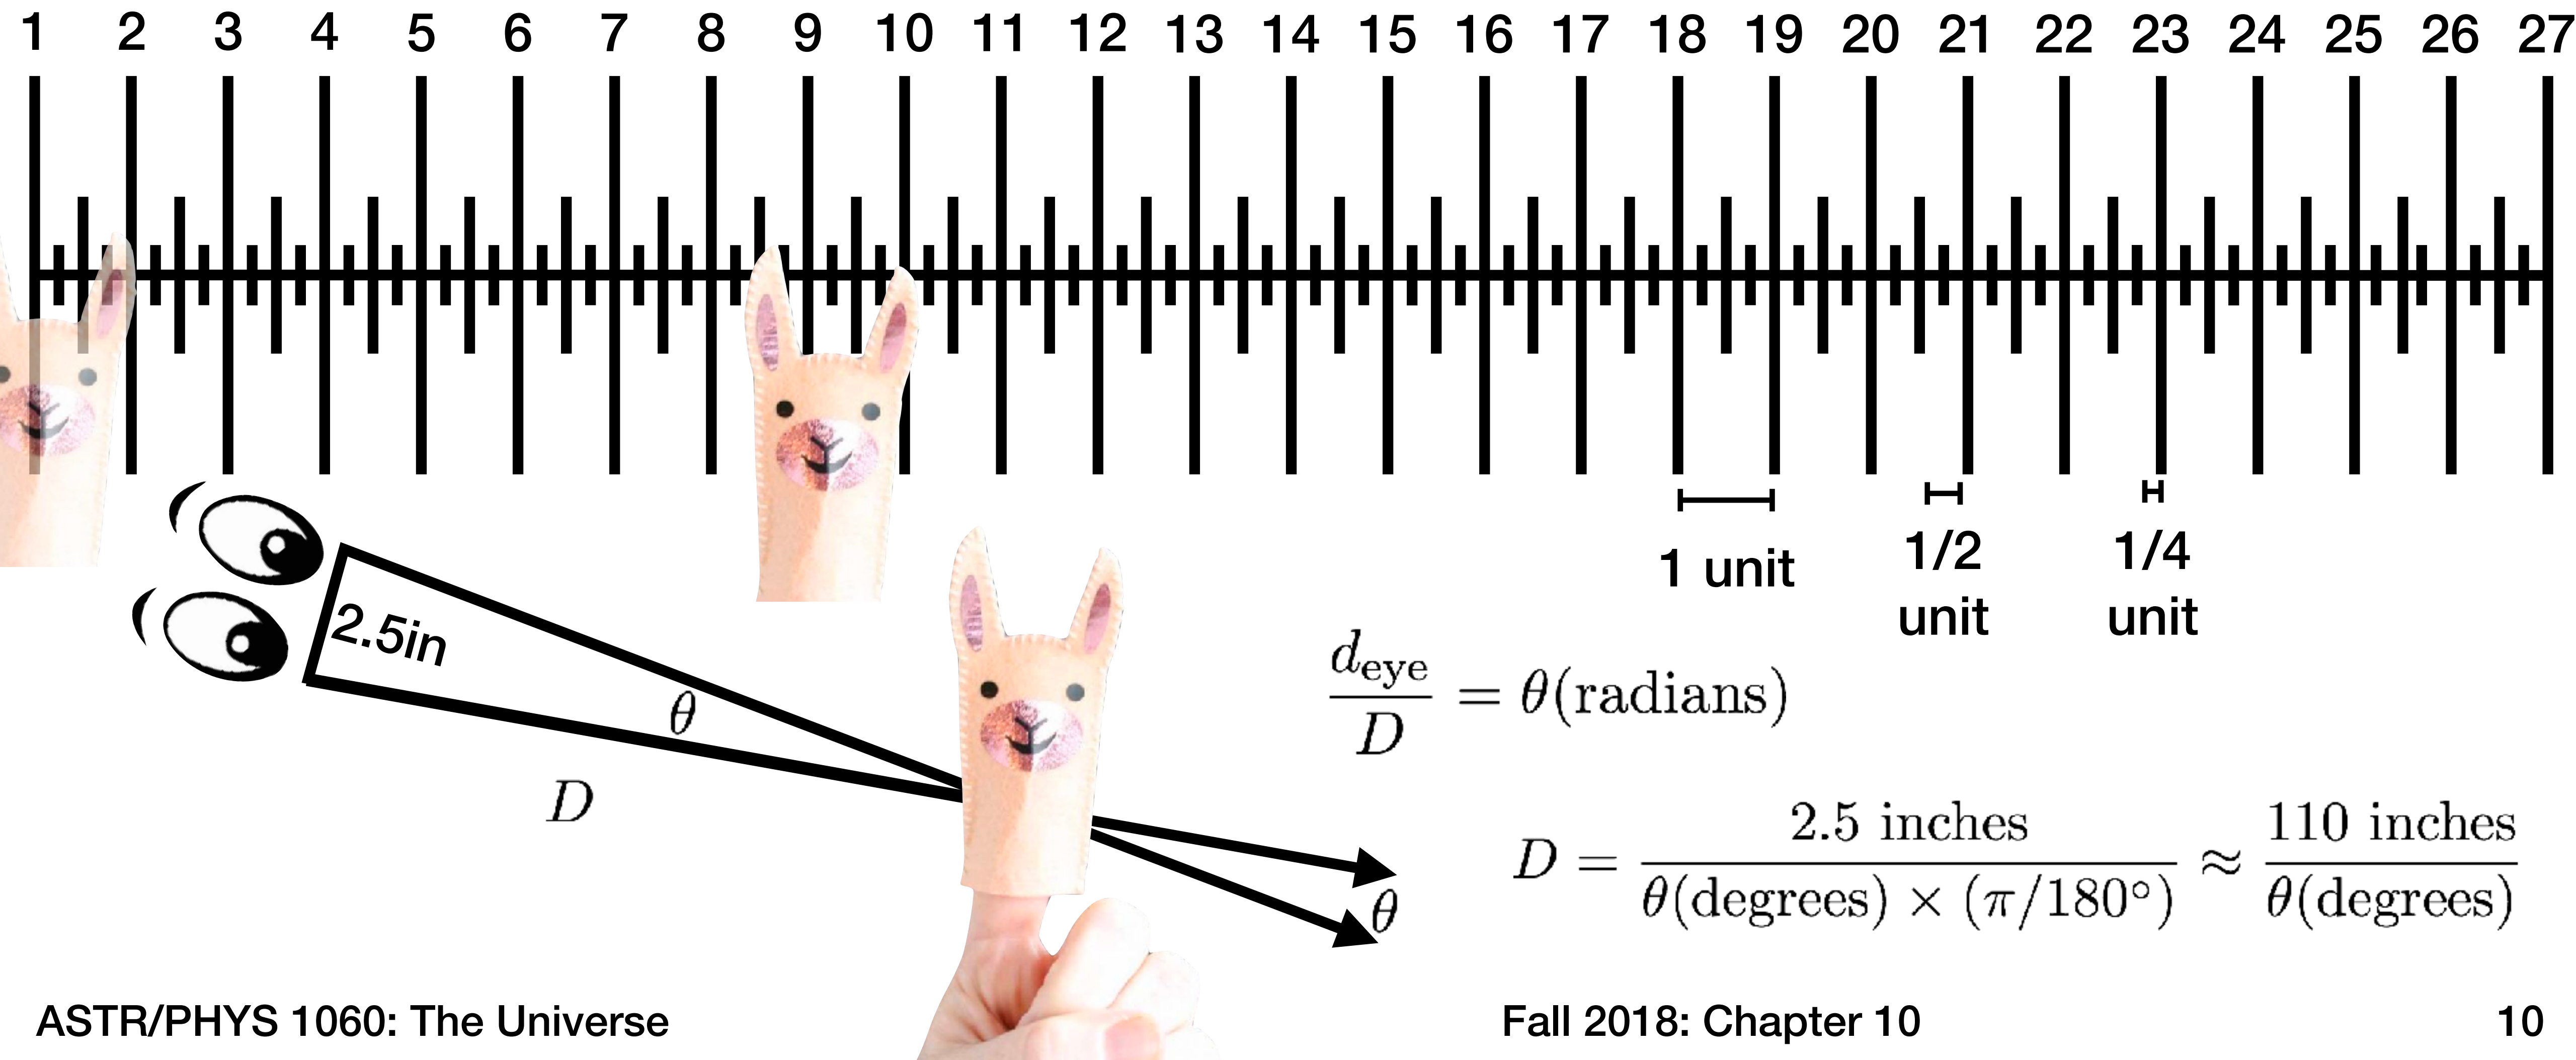 1 2 3 4 5 6 7 8 9 10 11 12 13 14 15 16 17 18 19 20 21 22 23 24 25 26 27
1 unit
1/2
unit
1/4
unit
2.5in
θ
D
θ
d_eye / D = θ(radians)
D = 2.5 inches / θ(degrees) × (π/180°) ≈ 110 inches / θ(degrees)
ASTR/PHYS 1060: The Universe
Fall 2018: Chapter 10
10